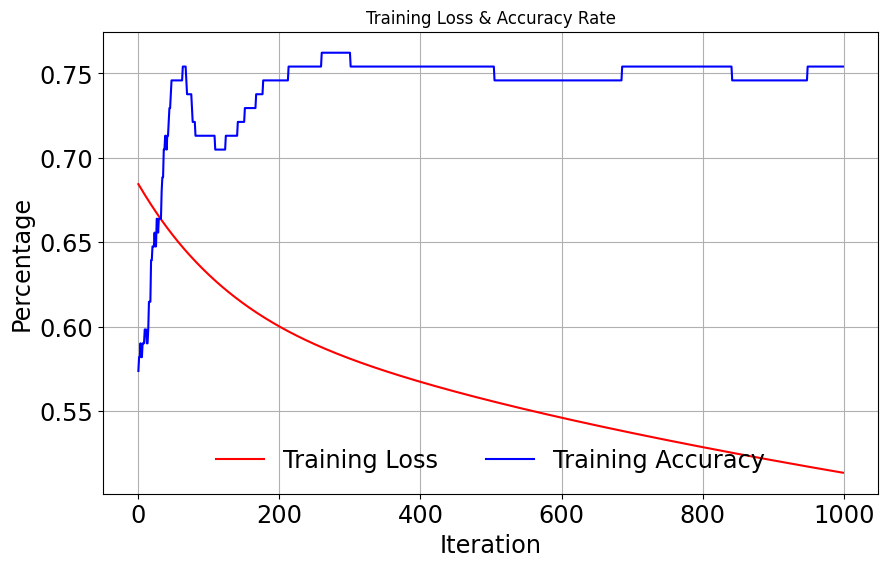 Training Loss & Accuracy Rate
Percentage
0.75
0.70
0.65
0.60
0.55
Training Loss
Training Accuracy
0
200
400
600
800
1000
Iteration